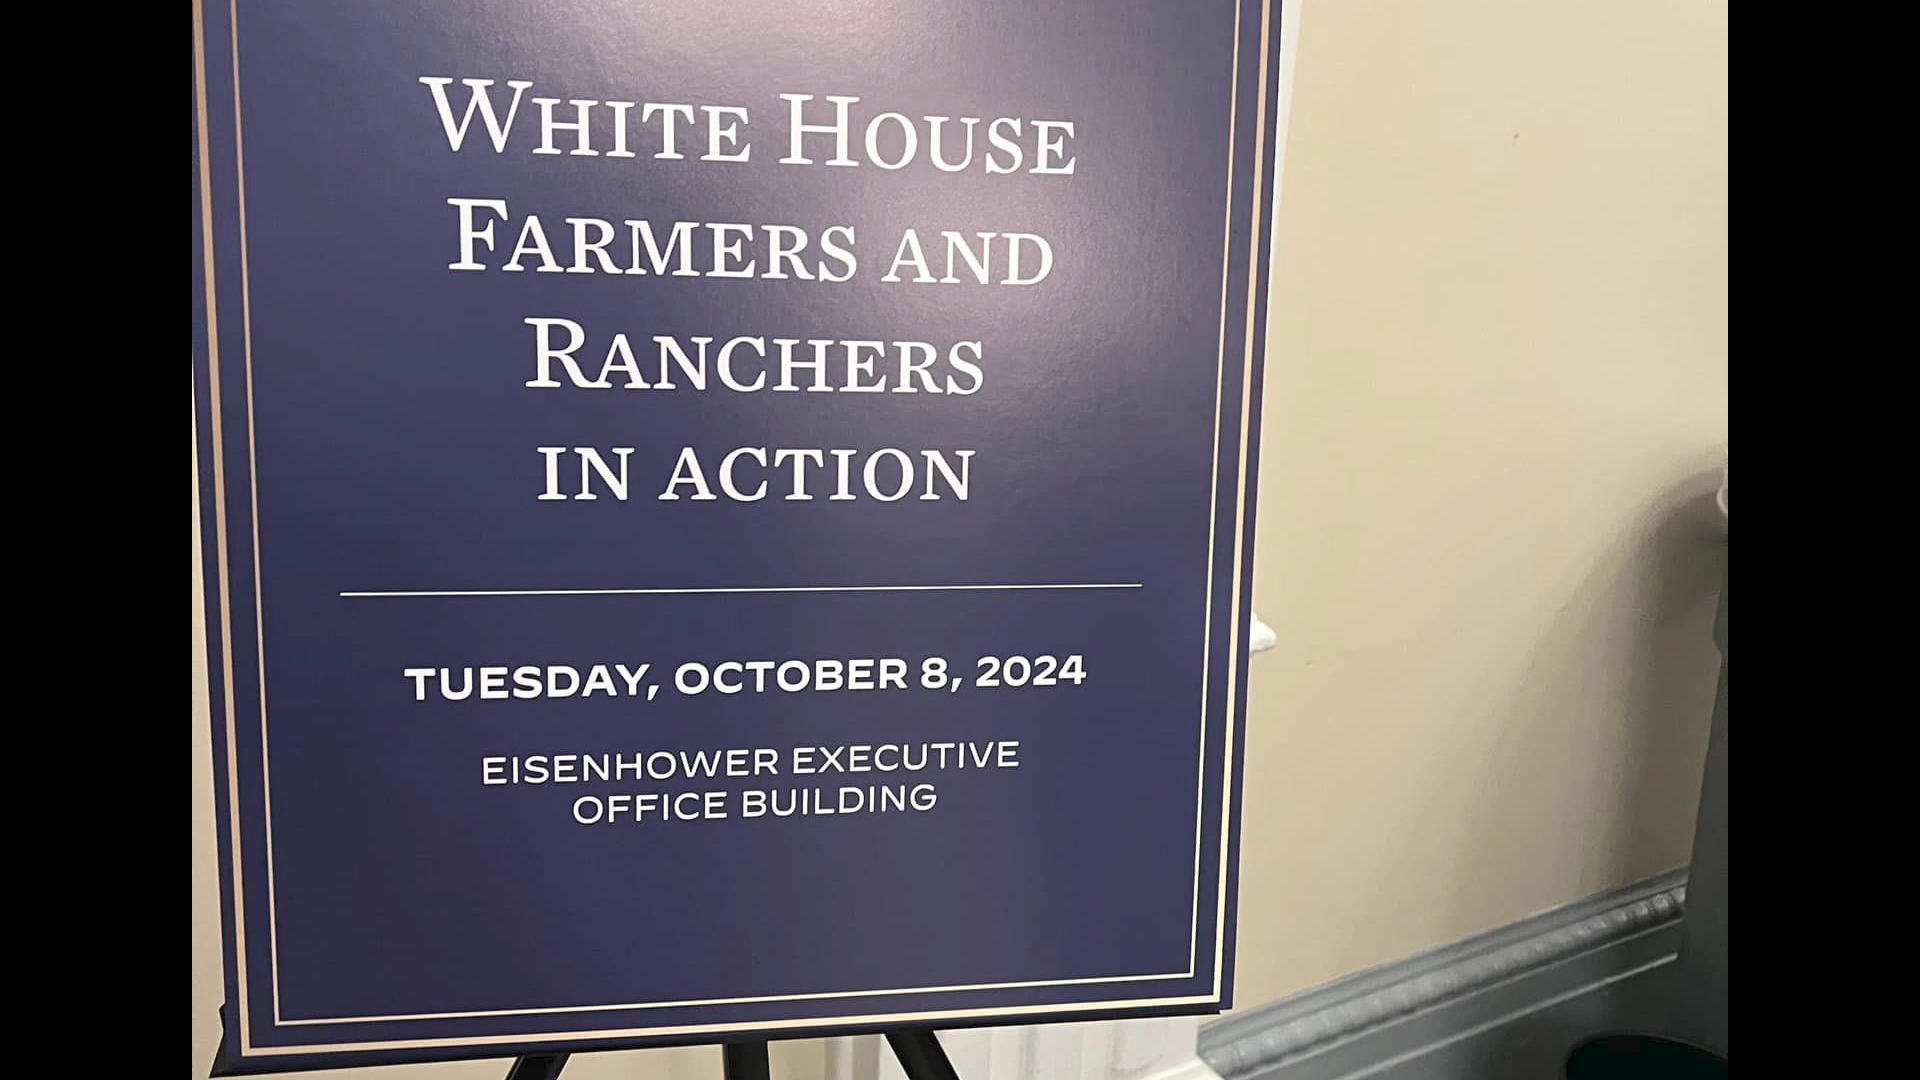 WHITE HOUSE
FARMERS AND
RANCHERS
IN ACTION
TUESDAY, OCTOBER 8, 2024
EISENHOWER EXECUTIVE
OFFICE BUILDING